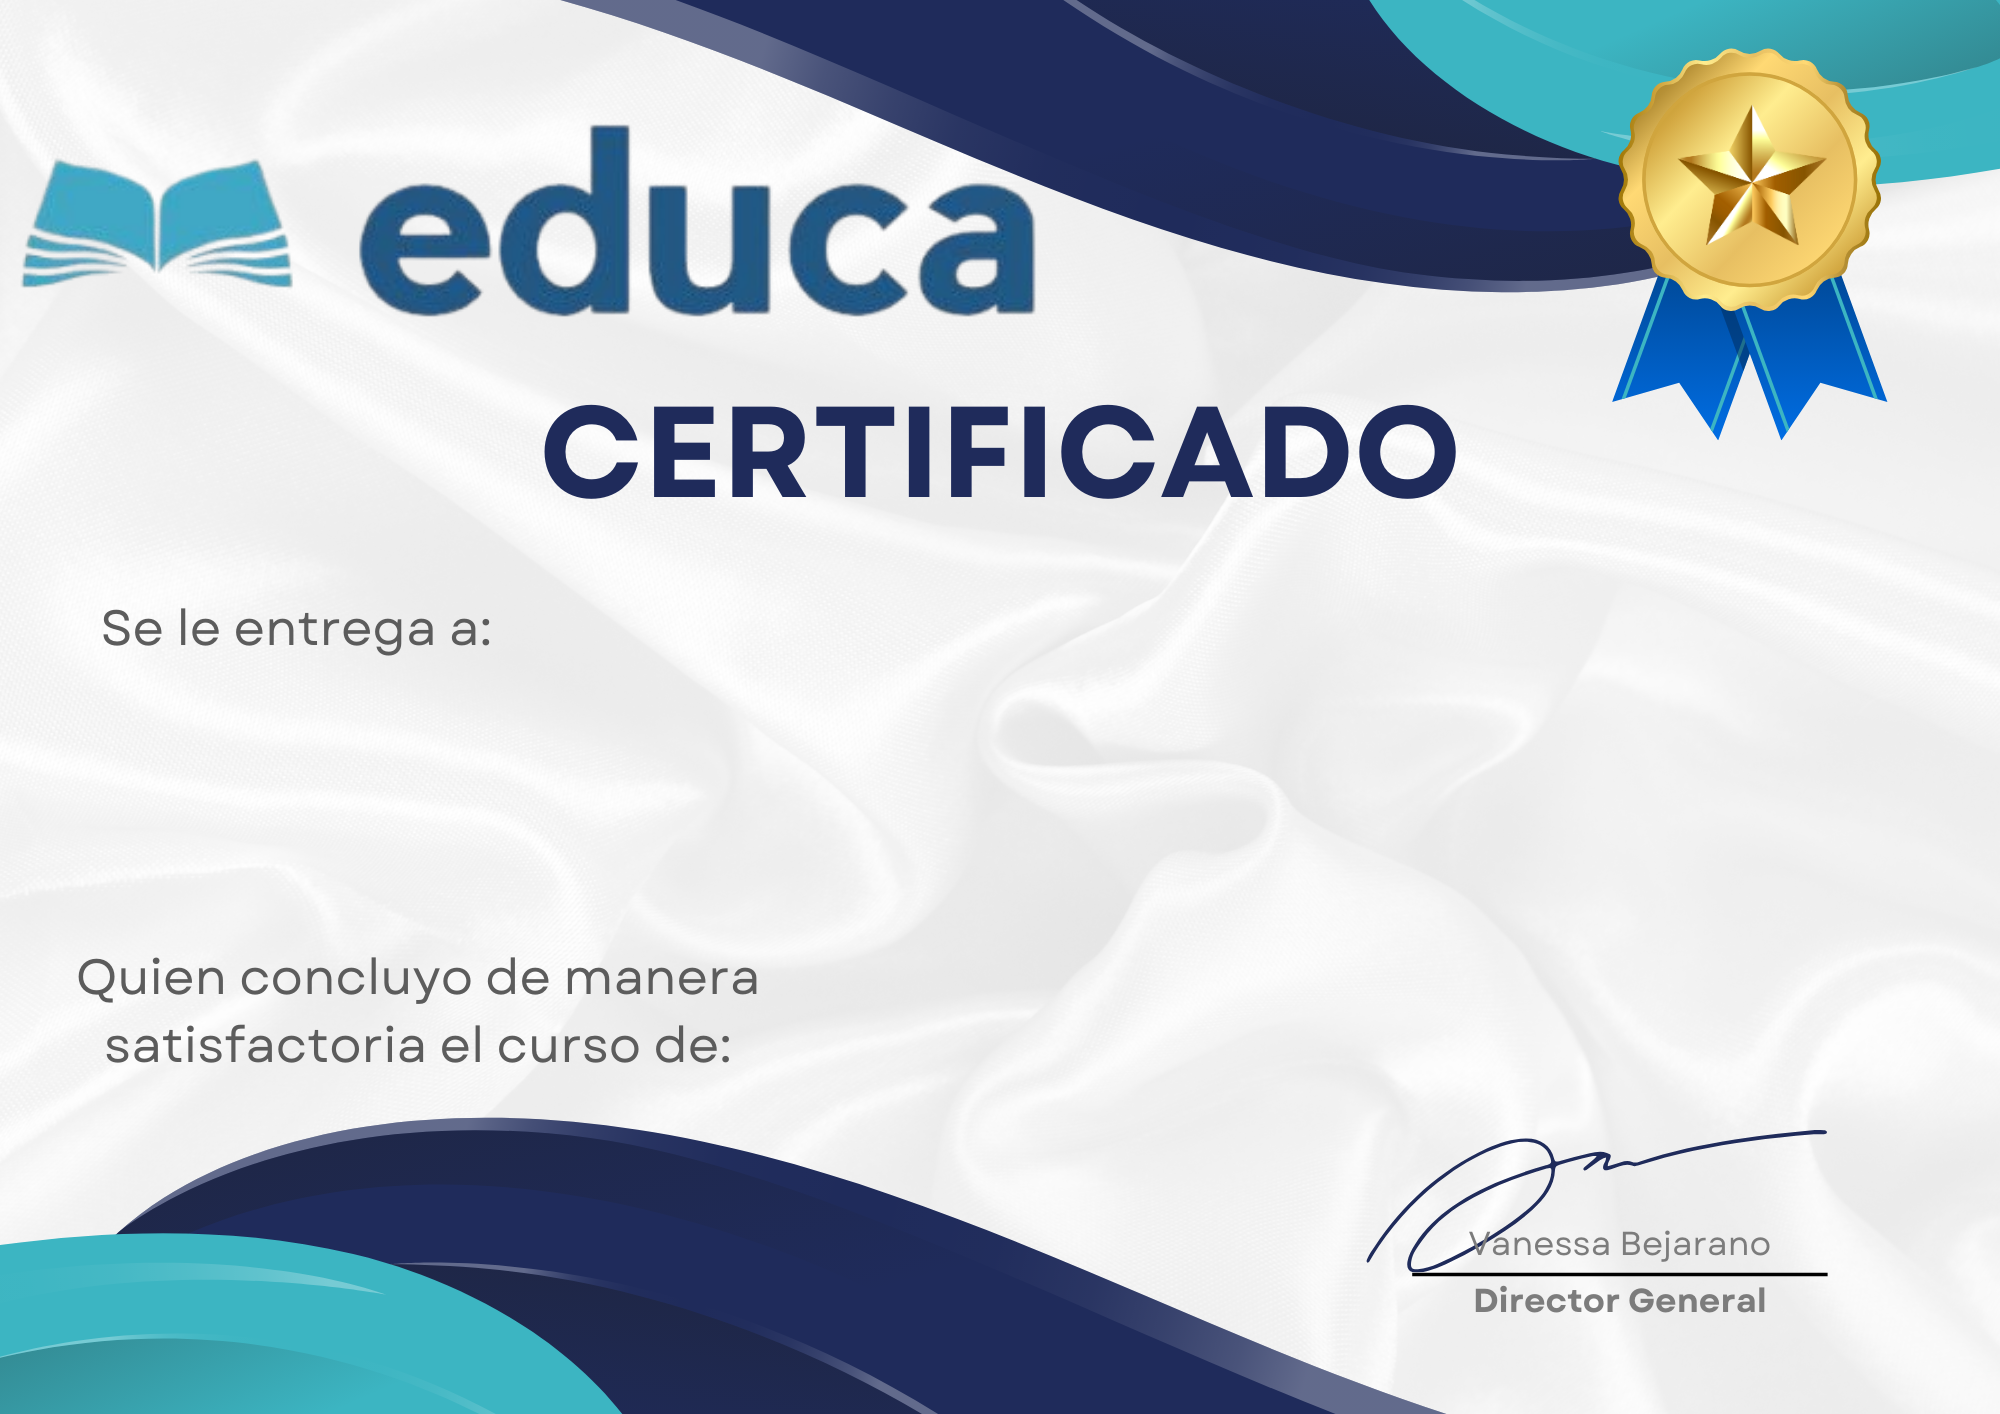 educa
CERTIFICADO
Se le entrega a:
Quien concluyo de manera
satisfactoria el curso de:
Vanessa Bejarano
Director General